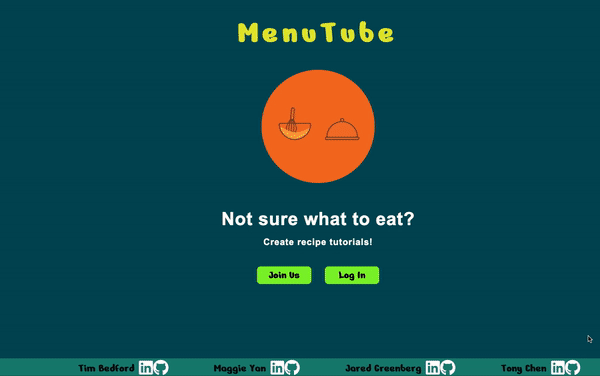 MenuTube
Not sure what to eat?
Create recipe tutorials!
Join Us
Log In
Tim Bedford in
Maggie Yan in
Jared Greenberg in
Tony Chen in